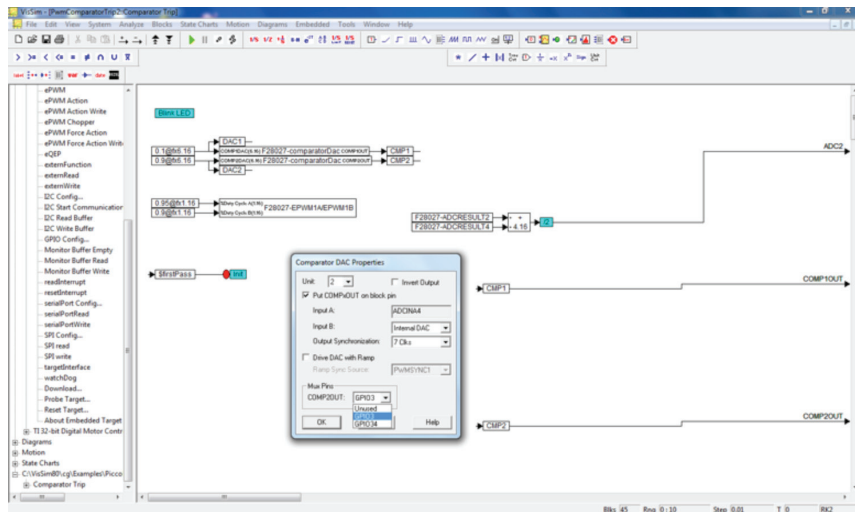 VisSim - [PwmComparatorTrip2:Comparator Trip]
File Edit View System Analyze Blocks State Charts Motion Diagrams Embedded Tools Window Help
ePWM
ePWM Action
ePWM Action Write
ePWM Chopper
ePWM Force Action
ePWM Force Action Writ
eQEP
externFunction
externRead
externWrite
I2C Config...
I2C Start Communication
I2C Read Buffer
I2C Write Buffer
GPIO Config...
Monitor Buffer Empty
Monitor Buffer Read
Monitor Buffer Write
readInterrupt
resetInterrupt
serialPort Config...
serialPortRead
serialPortWrite
SPI Config...
SPI read
SPI write
targetInterface
watchDog
Download...
Probe Target...
Reset Target...
About Embedded Target
TI 32-bit Digital Motor Contr
Diagrams
Motion
State Charts
C:\VisSim80\cg\Examples\Picco
Comparator Trip
Blink LED
DAC1
0.1@fx6.16
F28027-comparatorDac
CMP1
0.9@fx6.16
CMP2
DAC2
0.95@fx1.16
F28027-EPWM1A/EPWM1B
0.9@fx1.16
F28027-ADCRESULT2
F28027-ADCRESULT4
4.16
$firstPass
Init
ADC2
CMP1
COMP1OUT
CMP2
COMP2OUT
Comparator DAC Properties
Unit: 2
Invert Output
Put COMPxOUT on block pin
Input A: ADCINA4
Input B: Internal DAC
Output Synchronization: 7 Clks
Drive DAC with Ramp
Ramp Sync Source: PWMSYNC1
Mux Pins
COMP2OUT: GPIO3
Unused
GPIO3
GPIO34
OK
Help
Blks 45 Rng 0:10 Step 0.01 T 0 RK2